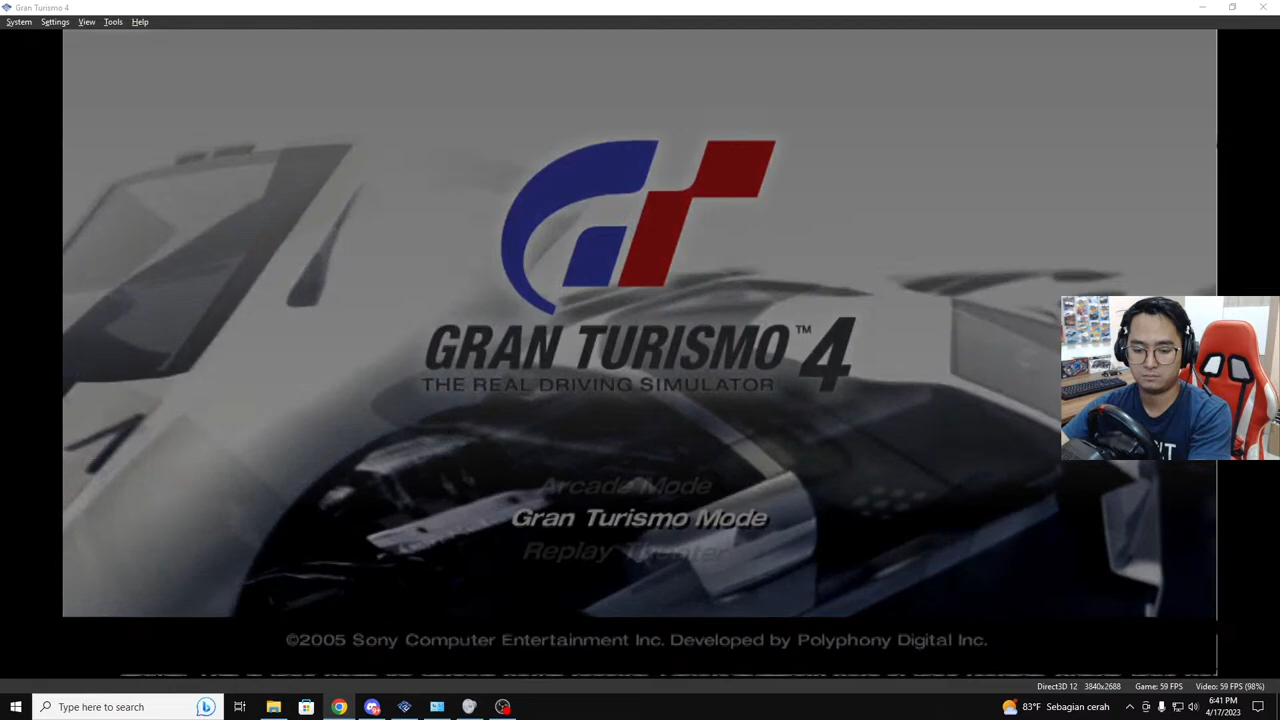 Gran Turismo 4
System Settings View Tools Help
GRAN TURISMO™ 4
THE REAL DRIVING SIMULATOR
Arcade Mode
Gran Turismo Mode
Replay Theater
©2005 Sony Computer Entertainment Inc. Developed by Polyphony Digital Inc.
Direct3D 12 3840x2688 Game: 59 FPS Video: 59 FPS (98%)
Type here to search
83°F Sebagian cerah
6:41 PM
4/17/2023